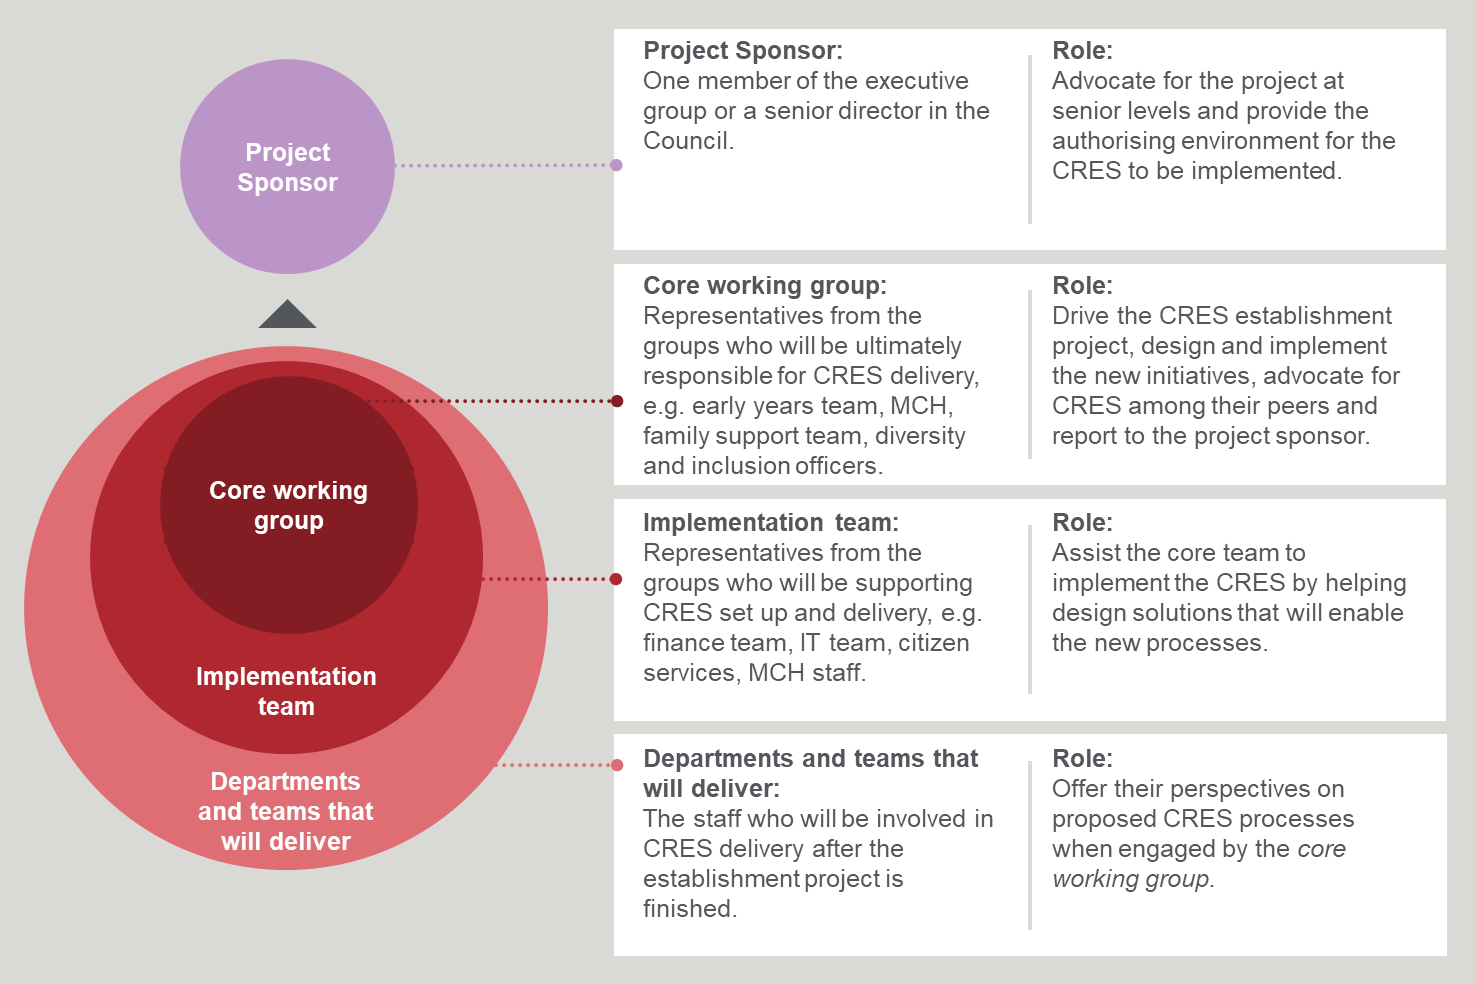 Project
Sponsor
Core working
group
Implementation
team
Departments
and teams that
will deliver
Project Sponsor:
One member of the executive
group or a senior director in the
Council.
Role:
Advocate for the project at
senior levels and provide the
authorising environment for the
CRES to be implemented.
Core working group:
Representatives from the
groups who will be ultimately
responsible for CRES delivery,
e.g. early years team, MCH,
family support team, diversity
and inclusion officers.
Role:
Drive the CRES establishment
project, design and implement
the new initiatives, advocate for
CRES among their peers and
report to the project sponsor.
Implementation team:
Representatives from the
groups who will be supporting
CRES set up and delivery, e.g.
finance team, IT team, citizen
services, MCH staff.
Role:
Assist the core team to
implement the CRES by helping
design solutions that will enable
the new processes.
Departments and teams that
will deliver:
The staff who will be involved in
CRES delivery after the
establishment project is
finished.
Role:
Offer their perspectives on
proposed CRES processes
when engaged by the core
working group.